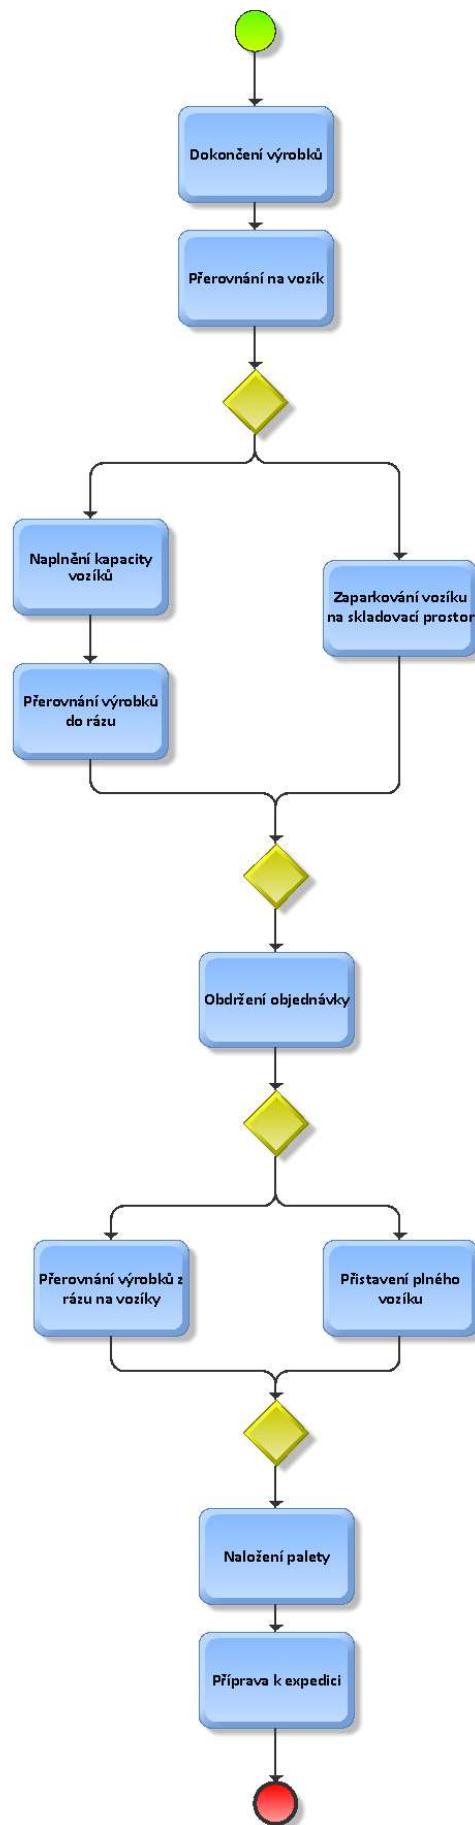 Dokončení výrobků
Přerovnání na vozík
Naplnění kapacity
vozíků
Zaparkování vozíku
na skladovací prostor
Přerovnání výrobků
do rázu
Obdržení objednávky
Přerovnání výrobků z
rázu na vozíky
Přistavení plného
vozíku
Naložení palety
Příprava k expedici